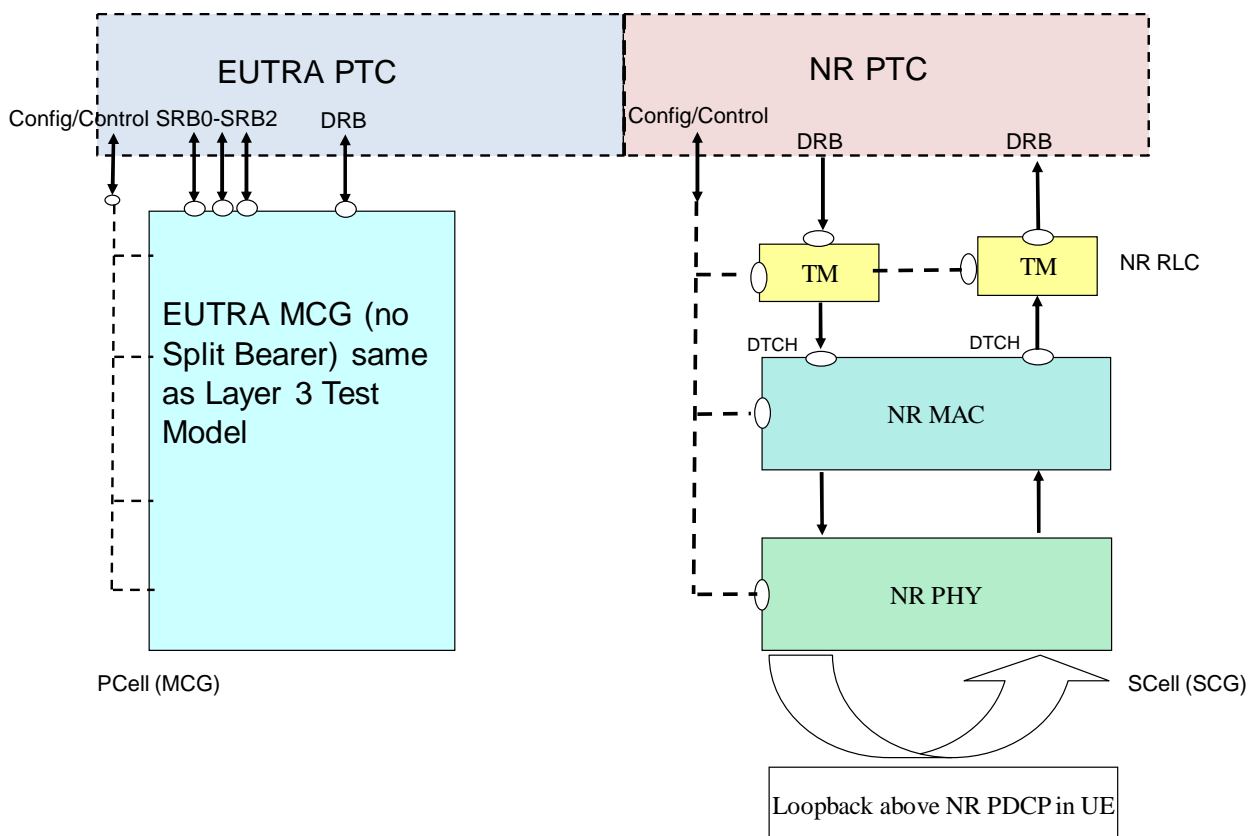 EUTRA PTC
NR PTC
Config/Control SRB0-SRB2 DRB
Config/Control
DRB
DRB
TM
TM
NR RLC
EUTRA MCG (no
Split Bearer) same
as Layer 3 Test
Model
DTCH
DTCH
NR MAC
NR PHY
PCell (MCG)
SCell (SCG)
Loopback above NR PDCP in UE